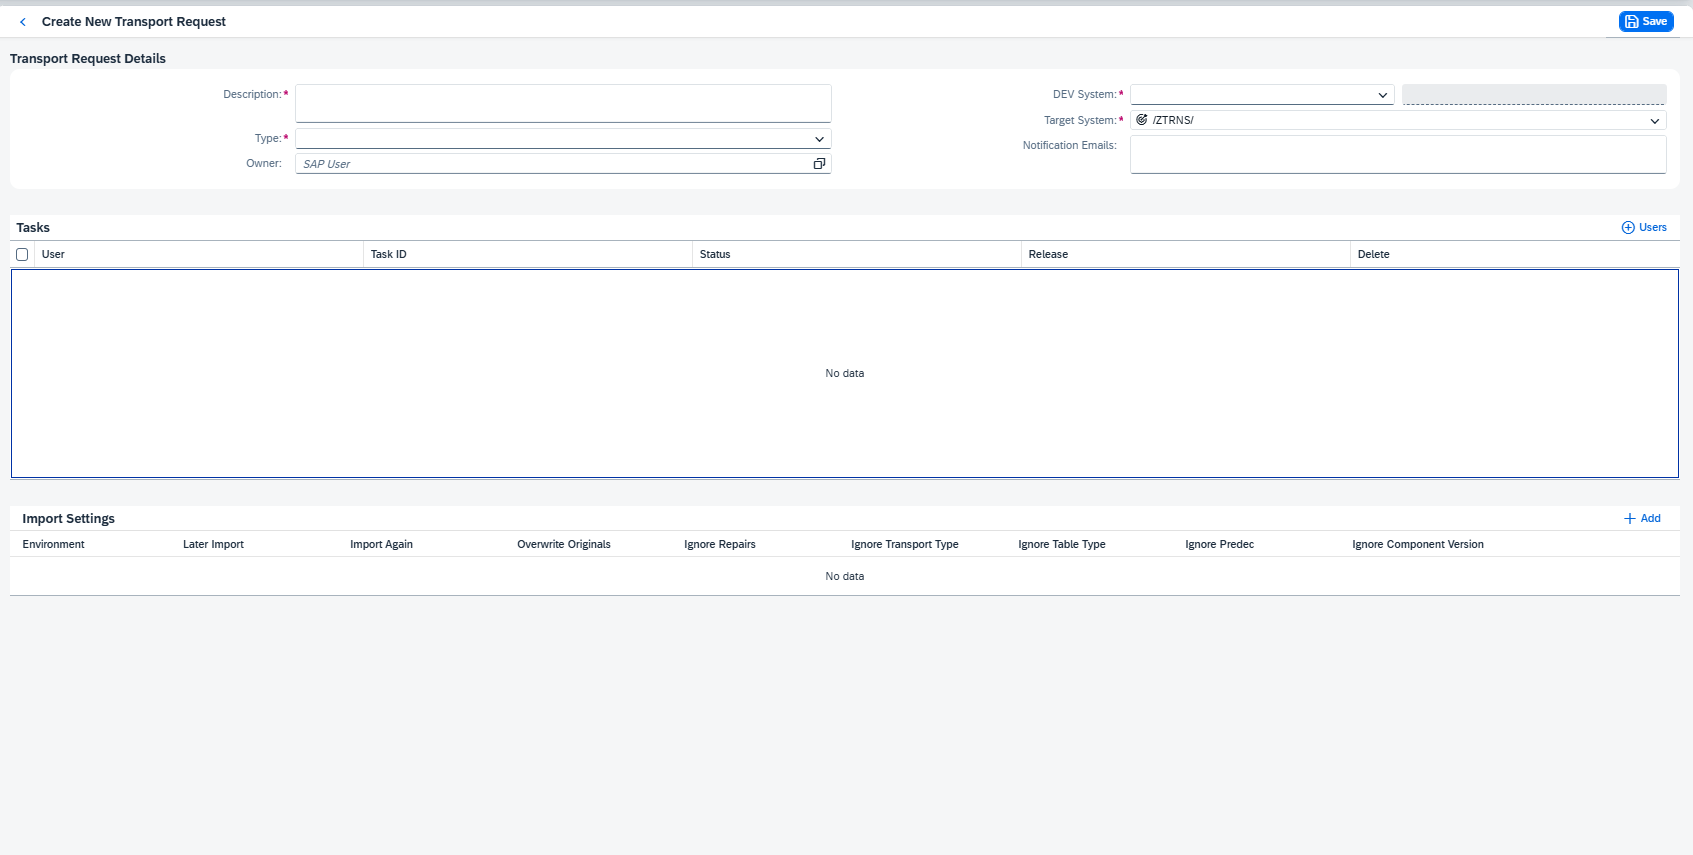 Create New Transport Request
Save
Transport Request Details
Description:*
DEV System:*
Target System:* /ZTRNS/
Type:*
Notification Emails:
Owner: SAP User
Tasks
Users
User Task ID Status Release Delete
No data
Import Settings
Add
Environment Later Import Import Again Overwrite Originals Ignore Repairs Ignore Transport Type Ignore Table Type Ignore Predec Ignore Component Version
No data